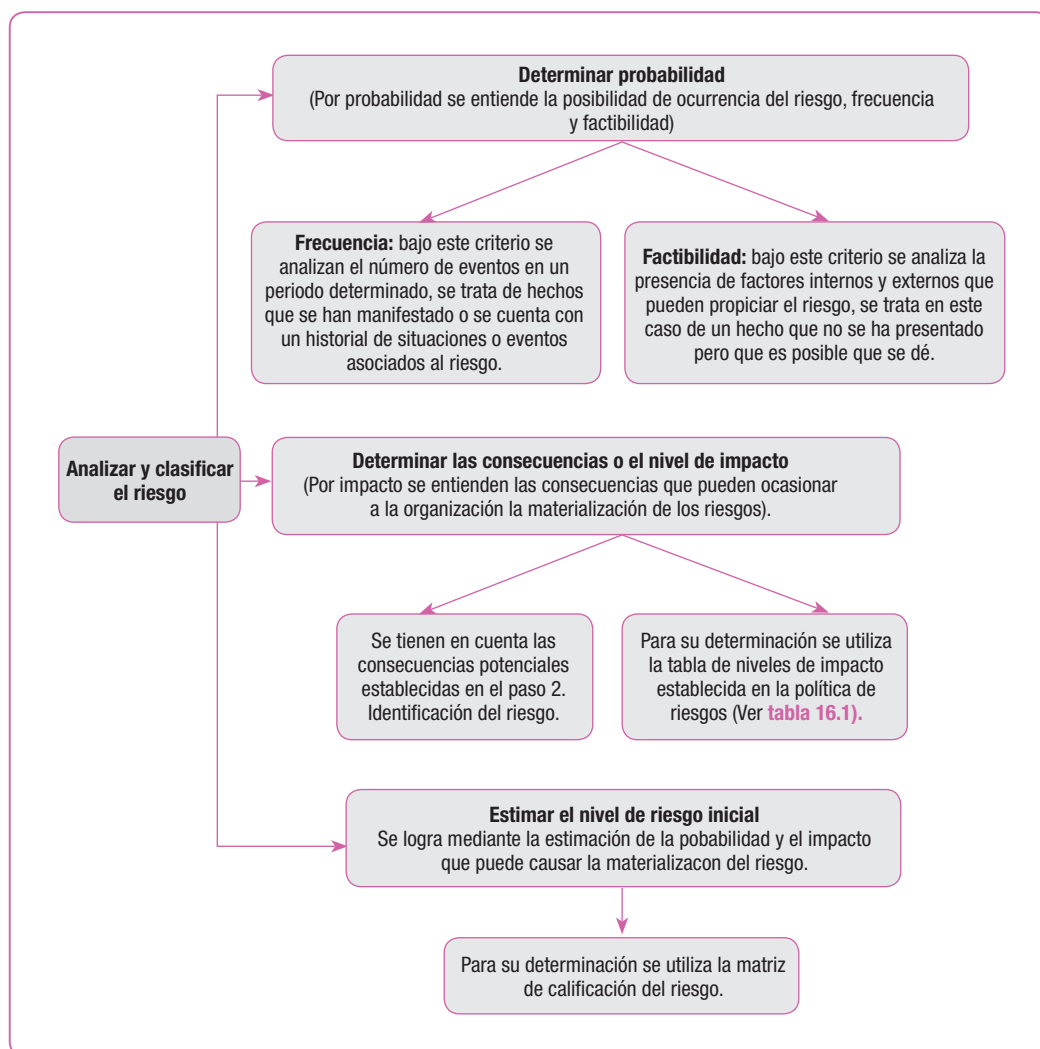 Determinar probabilidad
(Por probabilidad se entiende la posibilidad de ocurrencia del riesgo, frecuencia
y factibilidad)
Frecuencia: bajo este criterio se
analizan el número de eventos en un
periodo determinado, se trata de hechos
que se han manifestado o se cuenta con
un historial de situaciones o eventos
asociados al riesgo.
Factibilidad: bajo este criterio se analiza la
presencia de factores internos y externos que
pueden propiciar el riesgo, se trata en este
caso de un hecho que no se ha presentado
pero que es posible que se dé.
Analizar y clasificar
el riesgo
Determinar las consecuencias o el nivel de impacto
(Por impacto se entienden las consecuencias que pueden ocasionar
a la organización la materialización de los riesgos).
Se tienen en cuenta las
consecuencias potenciales
establecidas en el paso 2.
Identificación del riesgo.
Para su determinación se utiliza
la tabla de niveles de impacto
establecida en la política de
riesgos (Ver tabla 16.1).
Estimar el nivel de riesgo inicial
Se logra mediante la estimación de la pobabilidad y el impacto
que puede causar la materializacon del riesgo.
Para su determinación se utiliza la matriz
de calificación del riesgo.